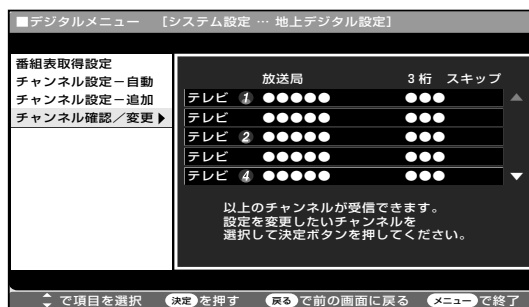 ■デジタルメニュー [システム設定 … 地上デジタル設定]
番組表取得設定
チャンネル設定－自動
チャンネル設定－追加
チャンネル確認／変更▶
放送局 3桁 スキップ
テレビ 1 ●●●●● ●●●
テレビ ●●●●● ●●●
テレビ 2 ●●●●● ●●●
テレビ ●●●●● ●●●
テレビ 4 ●●●●● ●●●
以上のチャンネルが受信できます。
設定を変更したいチャンネルを
選択して決定ボタンを押してください。
で項目を選択 決定を押す 戻るで前の画面に戻る メニューで終了